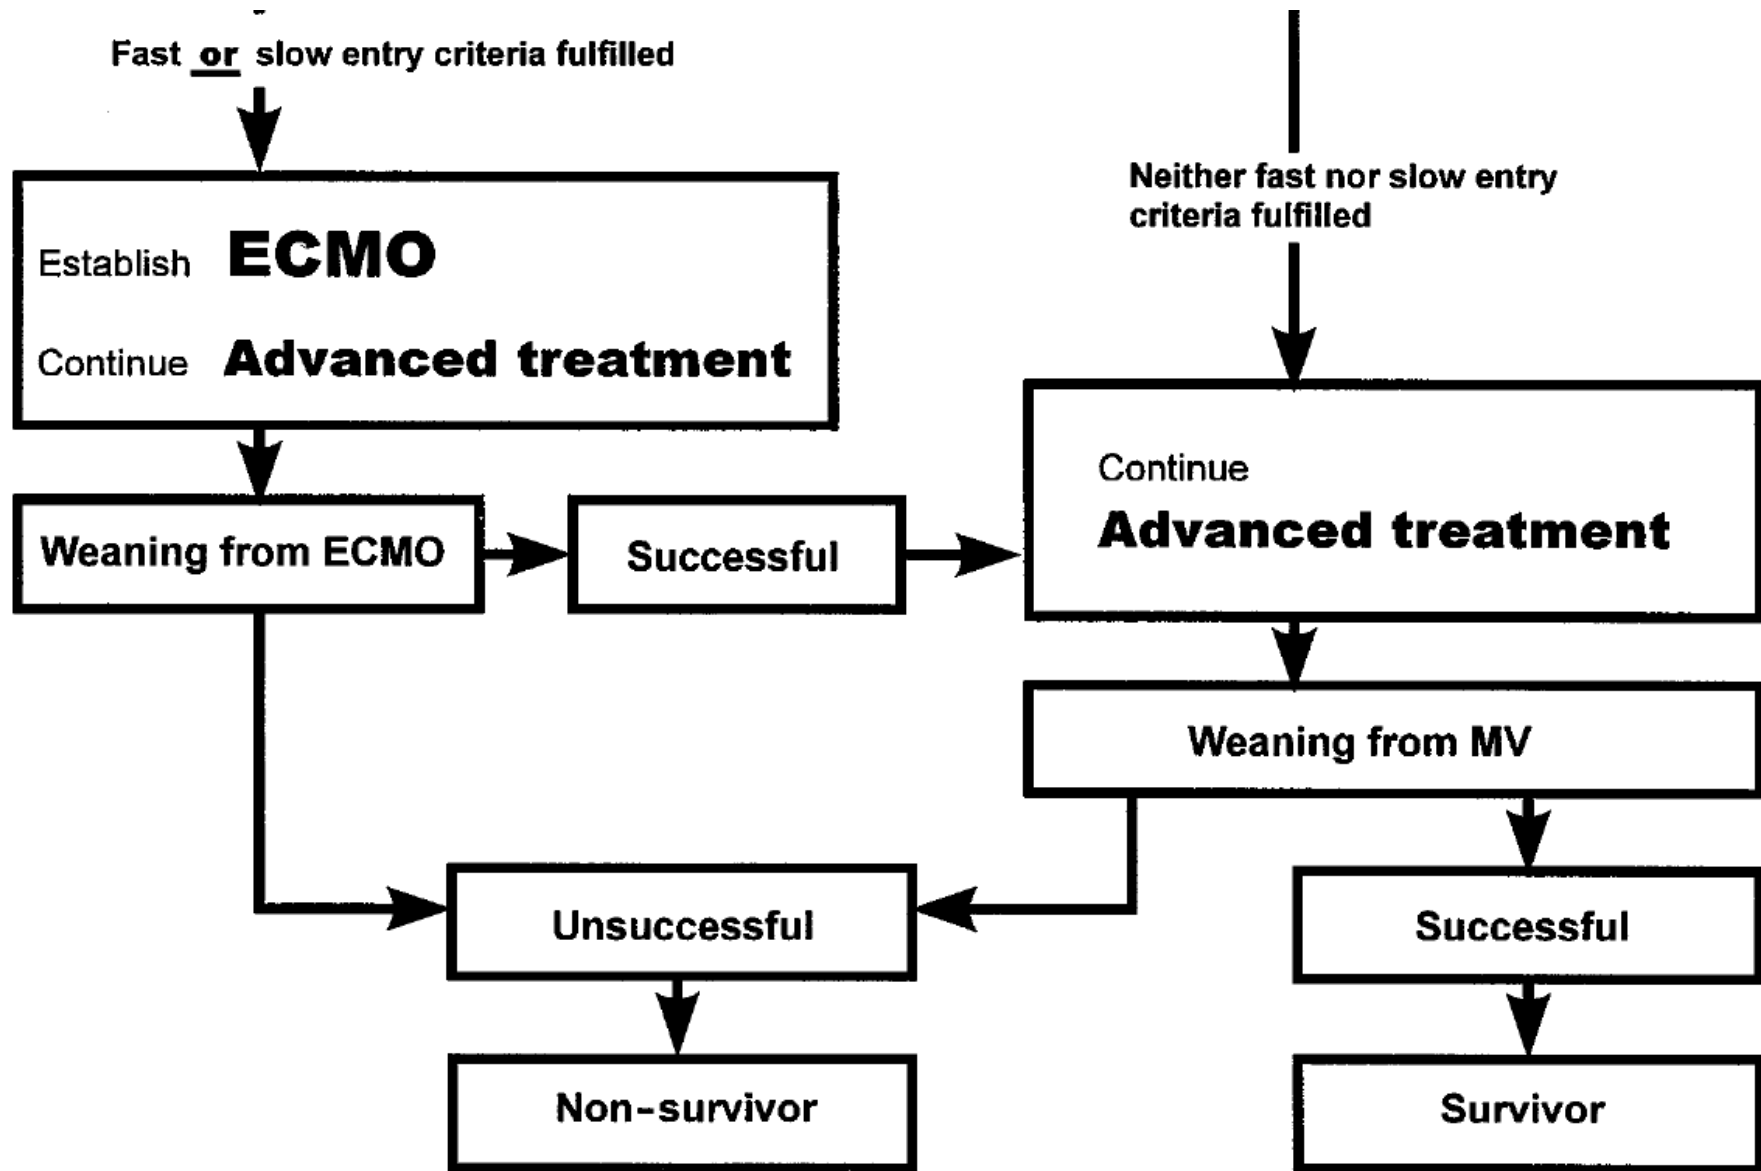 Fast or slow entry criteria fulfilled
Neither fast nor slow entry
criteria fulfilled
Establish ECMO
Continue Advanced treatment
Continue
Advanced treatment
Weaning from ECMO
Successful
Weaning from MV
Unsuccessful
Successful
Non-survivor
Survivor